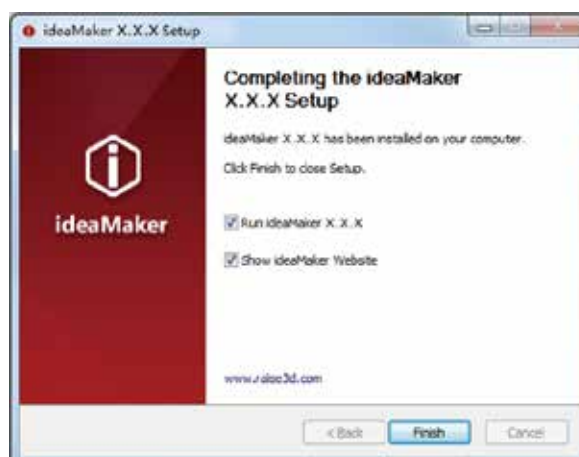 ideaMaker X.X.X Setup
Completing the ideaMaker
X.X.X Setup
ideaMaker X.X.X has been installed on your computer.
Click Finish to close Setup.
ideaMaker
Run ideaMaker X.X.X
Show ideaMaker Website
www.raise3d.com
< Back
Finish
Cancel